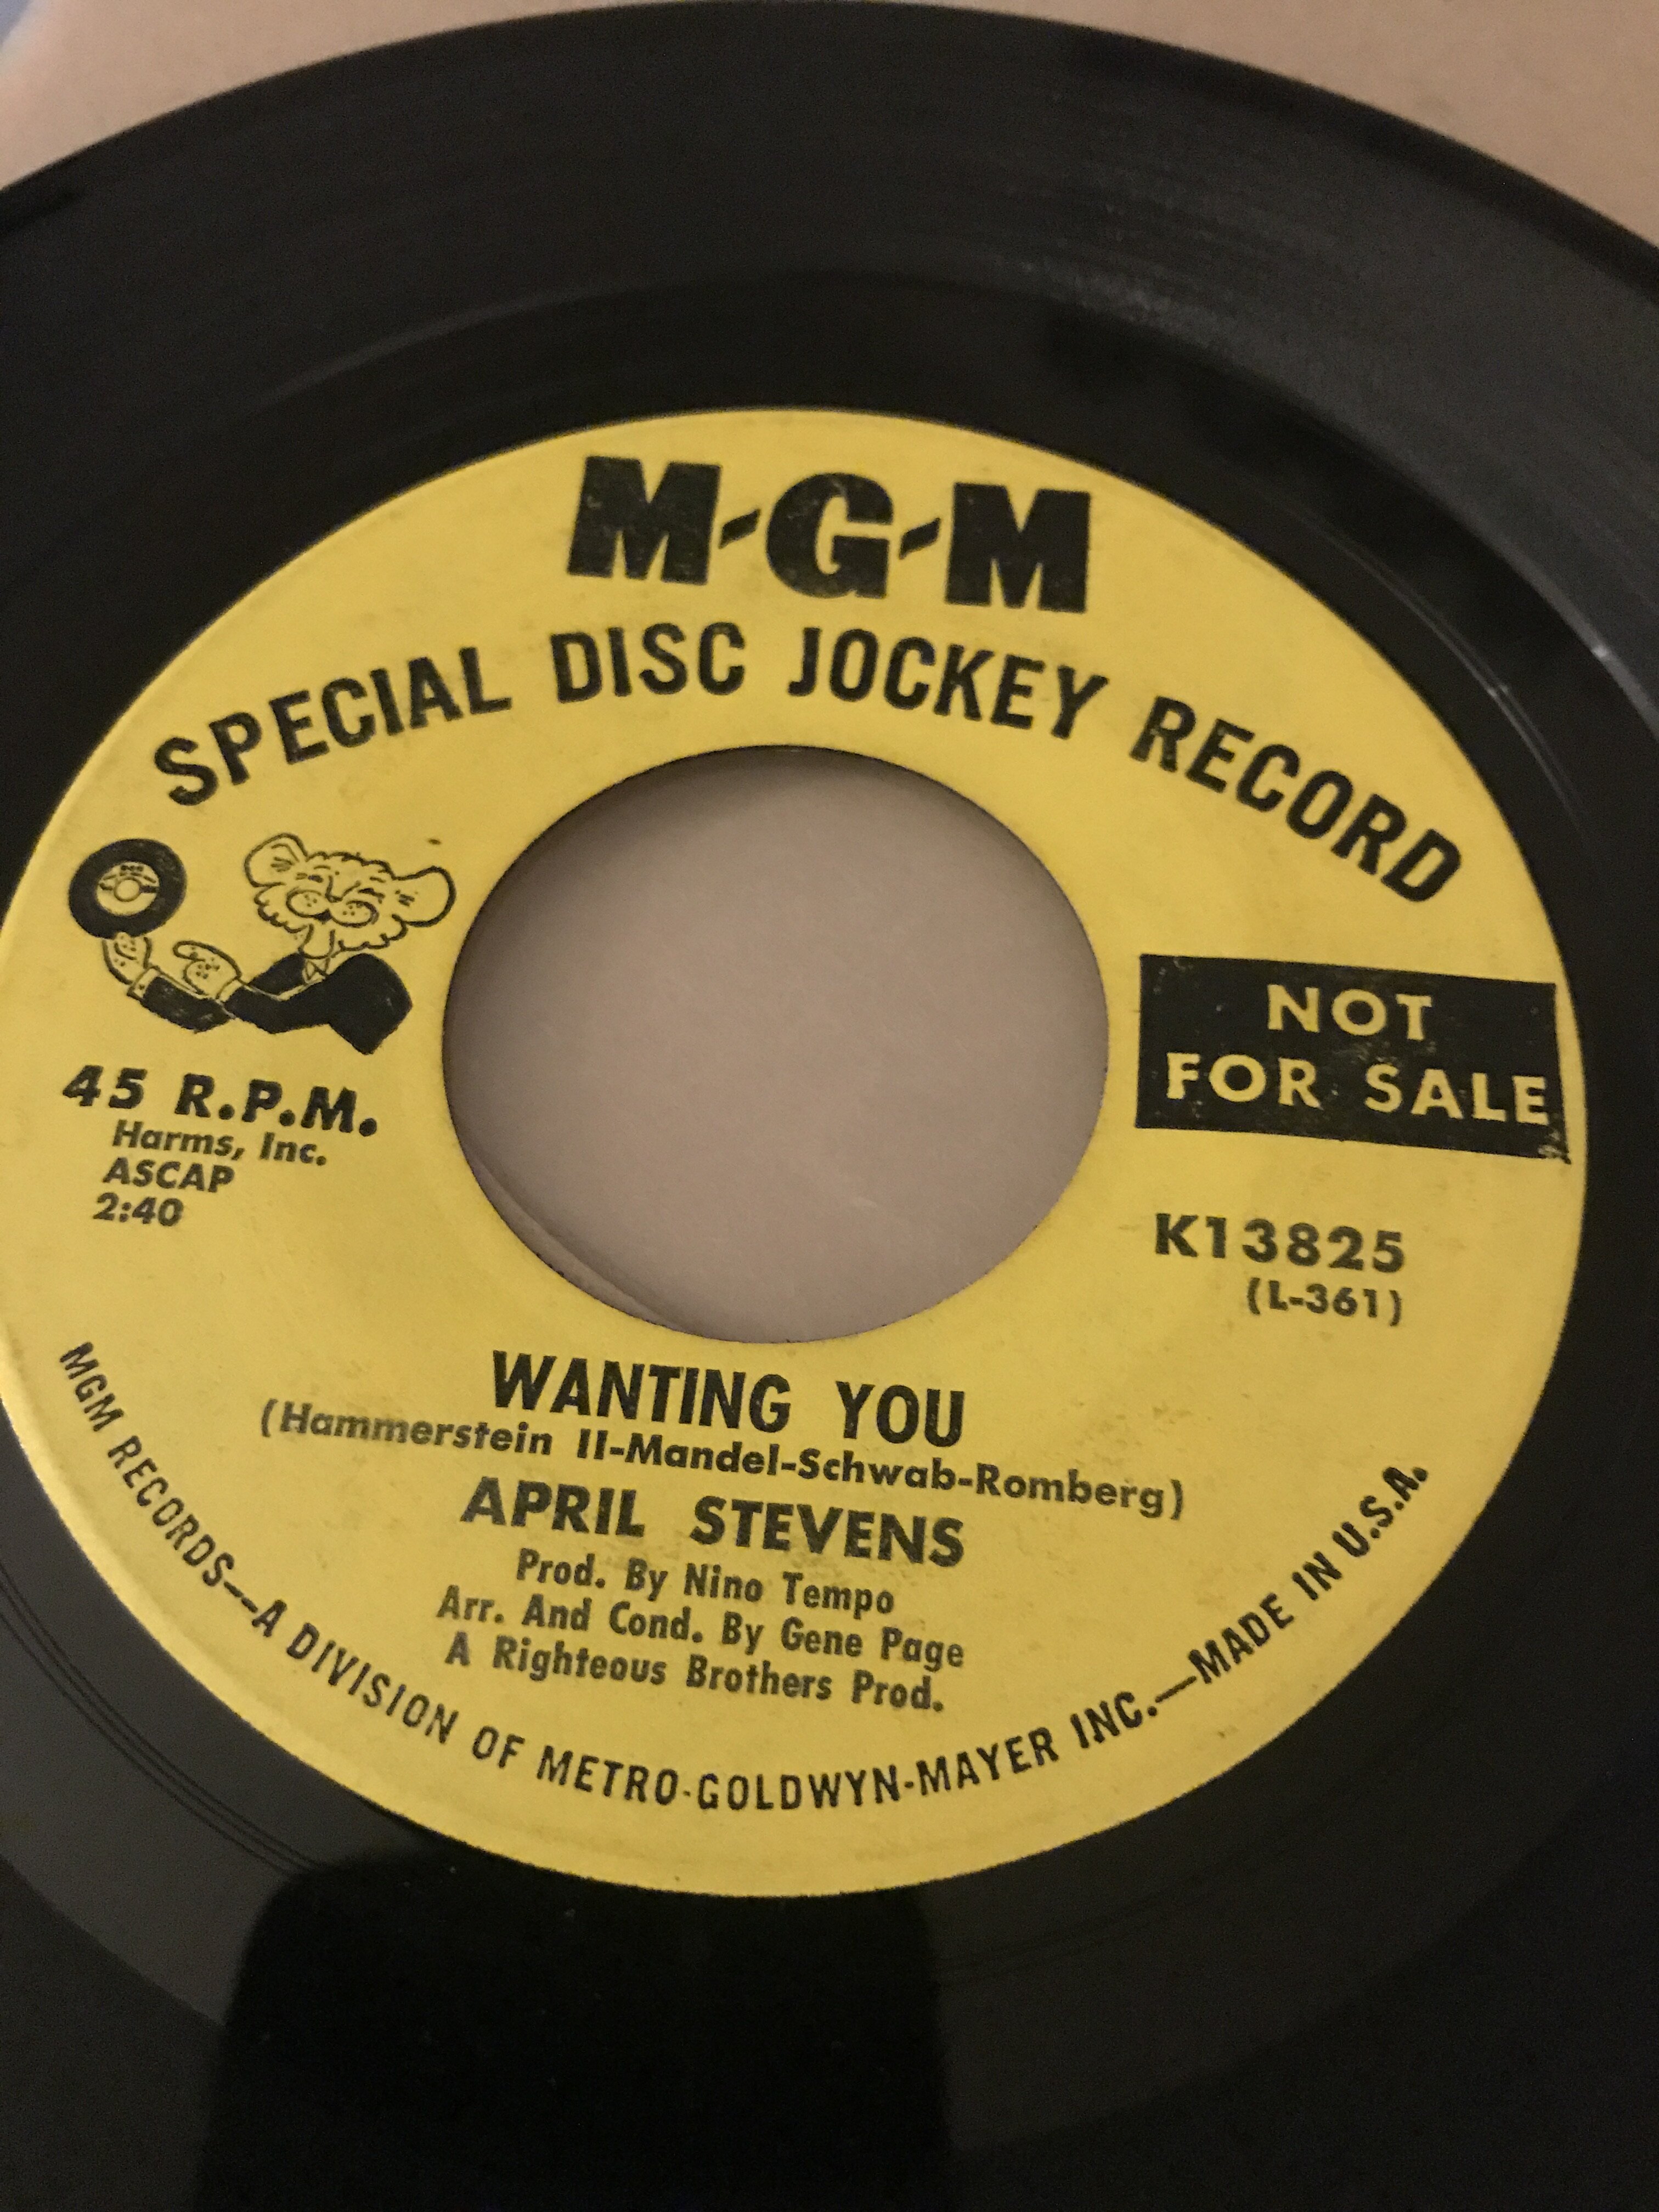 M-G-M
SPECIAL DISC JOCKEY RECORD
NOT
FOR SALE
45 R.P.M.
Harms, Inc.
ASCAP
2:40
K13825
(L-361)
WANTING YOU
(Hammerstein II-Mandel-Schwab-Romberg)
APRIL STEVENS
Prod. By Nino Tempo
Arr. And Cond. By Gene Page
A Righteous Brothers Prod.
MGM RECORDS—A DIVISION OF METRO-GOLDWYN-MAYER INC.—MADE IN U.S.A.